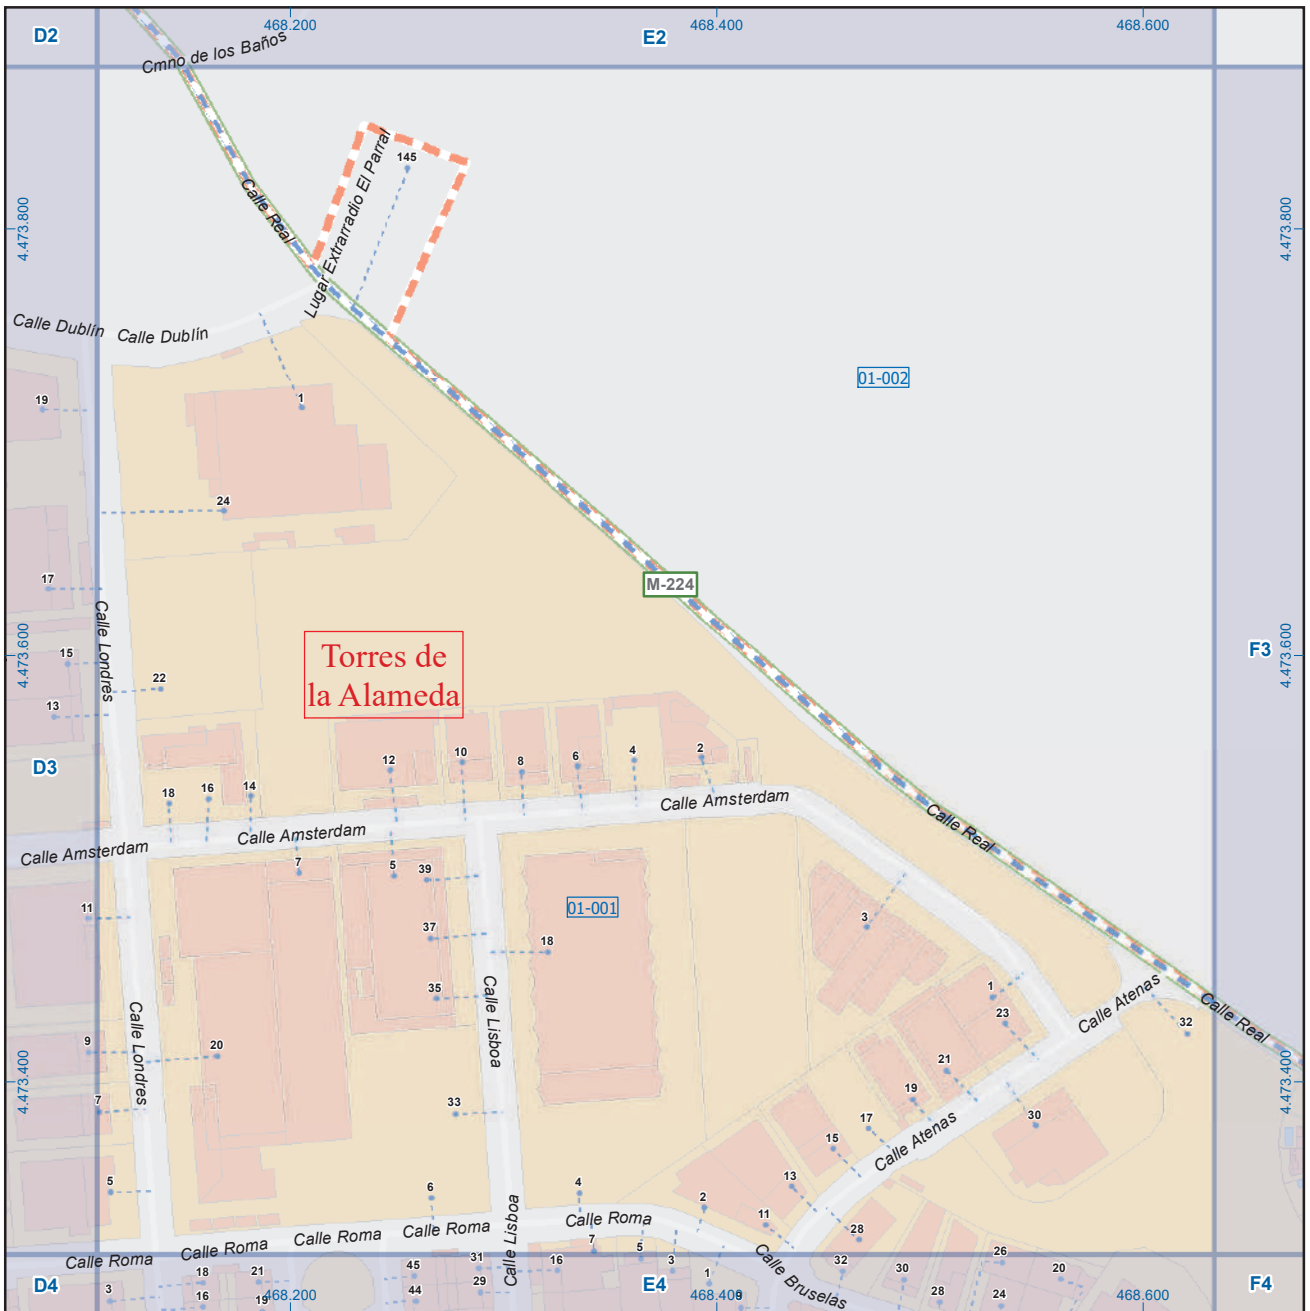 468.200
468.400
468.600
D2
E2
Cmno de los Baños
145
Calle Real
Lugar Extrarradio El Parral
4.473.800
4.473.800
Calle Dublín
Calle Dublín
01-002
19
1
24
M-224
17
Calle Londres
15
22
13
Torres de
la Alameda
4.473.600
F3
D3
12
10
8
6
4
2
18
16
14
Calle Amsterdam
Calle Amsterdam
Calle Amsterdam
Calle Real
7
5
39
11
01-001
3
37
18
35
1
23
Calle Lisboa
Calle Londres
Calle Atenas
32
Calle Real
9
20
21
4.473.400
4.473.400
7
33
19
17
30
15
Calle Atenas
5
6
4
13
2
11
28
Calle Roma
Calle Roma
Calle Roma
Calle Roma
Calle Roma
Calle Lisboa
7
5
3
Calle Bruselas
D4
3
18
16
21
19
468.200
45
44
31
29
16
E4
1
468.400
9
32
30
28
26
24
20
468.600
F4